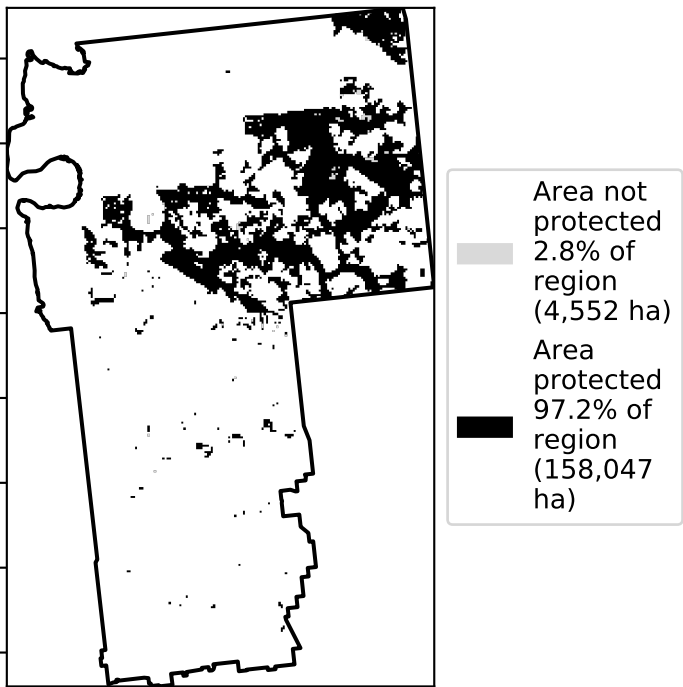 Area not
protected
2.8% of
region
(4,552 ha)
Area
protected
97.2% of
region
(158,047
ha)